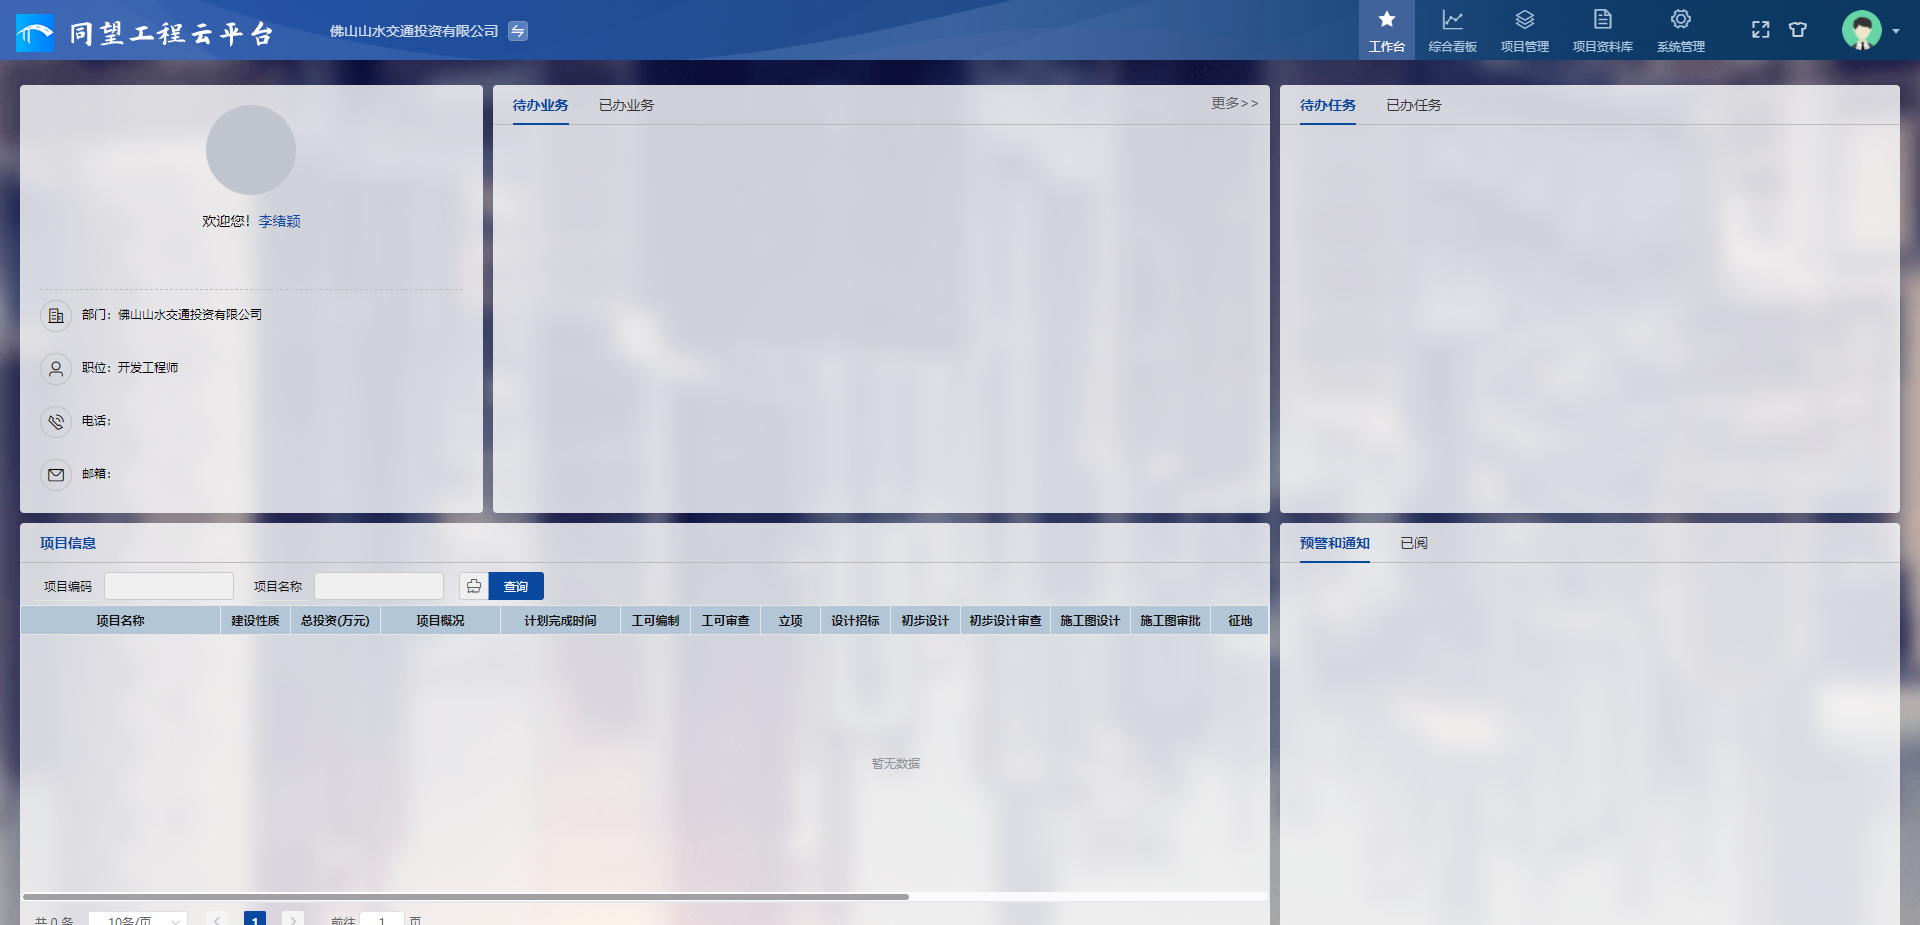 同望工程云平台
佛山山水交通投资有限公司
工作台
综合看板
项目管理
项目资料库
系统管理
欢迎您！李绪颖
部门：佛山山水交通投资有限公司
职位：开发工程师
电话：
邮箱：
待办业务
已办业务
更多>>
待办任务
已办任务
项目信息
项目编码
项目名称
查询
项目名称 建设性质 总投资(万元) 项目概况 计划完成时间 工可编制 工可审查 立项 设计招标 初步设计 初步设计审查 施工图设计 施工图审批 征地
暂无数据
共 0 条 10条/页 < 1 > 前往 1 页
预警和通知
已阅